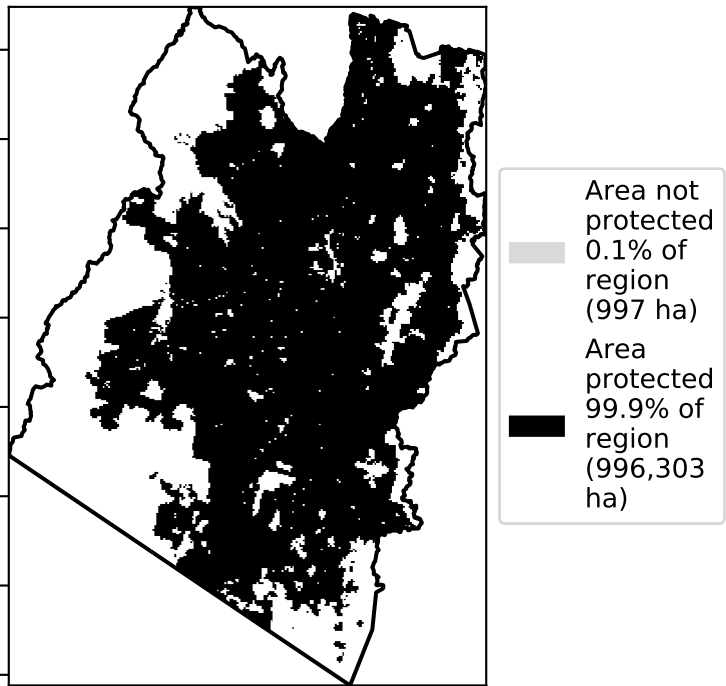 Area not
protected
0.1% of
region
(997 ha)
Area
protected
99.9% of
region
(996,303
ha)